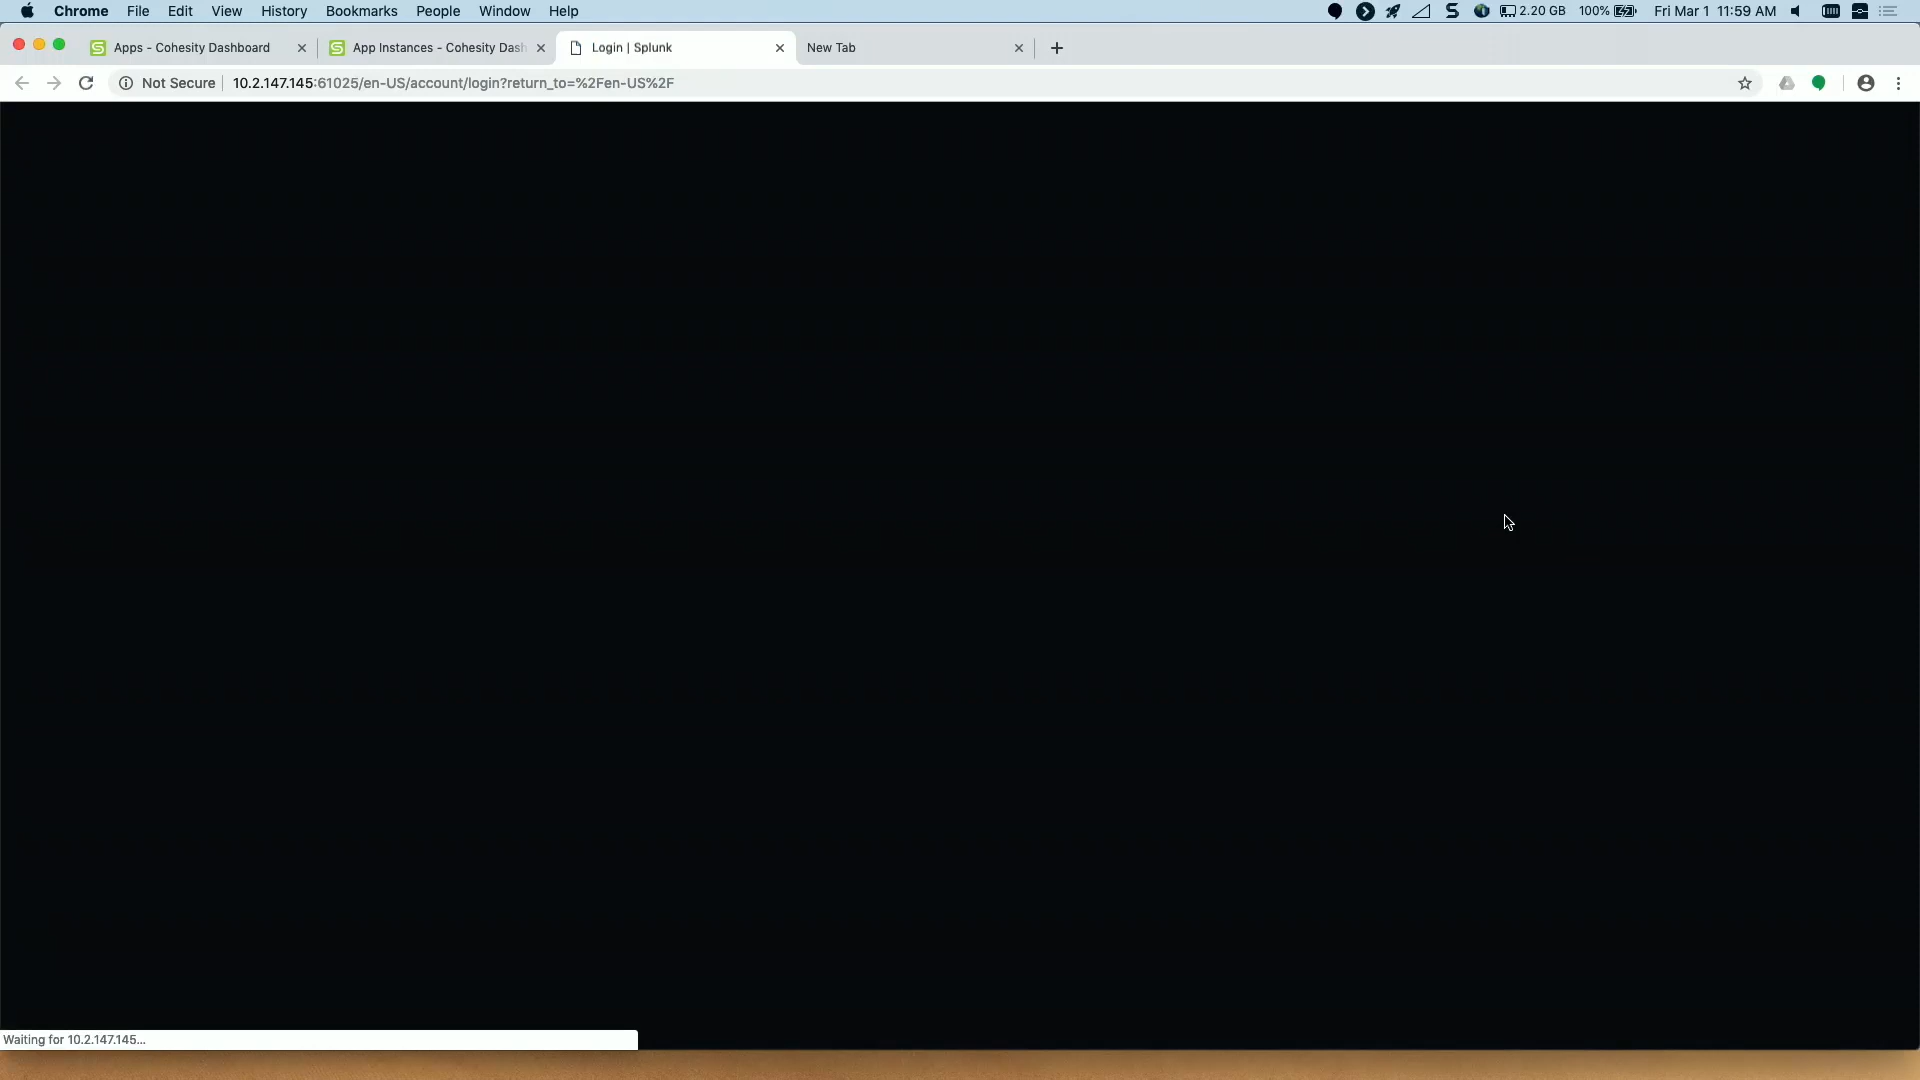 Chrome File Edit View History Bookmarks People Window Help 2.20 GB 100% Fri Mar 1 11:59 AM
Apps - Cohesity Dashboard App Instances - Cohesity Dash Login | Splunk New Tab
Not Secure 10.2.147.145:61025/en-US/account/login?return_to=%2Fen-US%2F
Waiting for 10.2.147.145...